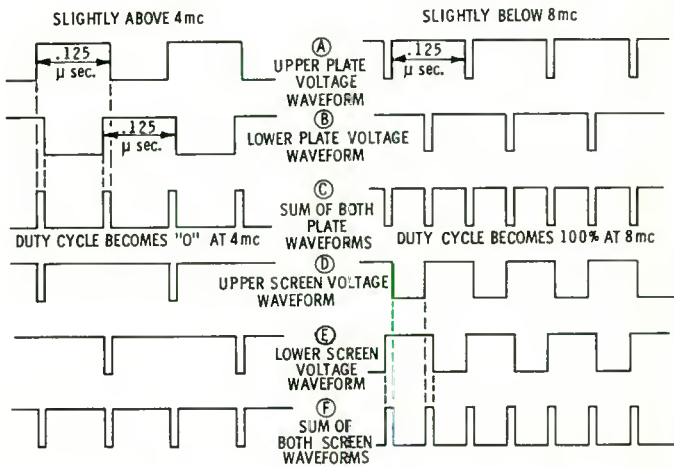 SLIGHTLY ABOVE 4mc
SLIGHTLY BELOW 8mc
.125
μ sec.
Ⓐ
UPPER PLATE
VOLTAGE
WAVEFORM
.125
μ sec.
.125
μ sec.
Ⓑ
LOWER PLATE VOLTAGE
WAVEFORM
Ⓒ
SUM OF BOTH
PLATE
WAVEFORMS
DUTY CYCLE BECOMES "O" AT 4mc
DUTY CYCLE BECOMES 100% AT 8mc
Ⓓ
UPPER SCREEN VOLTAGE
WAVEFORM
Ⓔ
LOWER SCREEN
VOLTAGE
WAVEFORM
Ⓕ
SUM OF
BOTH SCREEN
WAVEFORMS